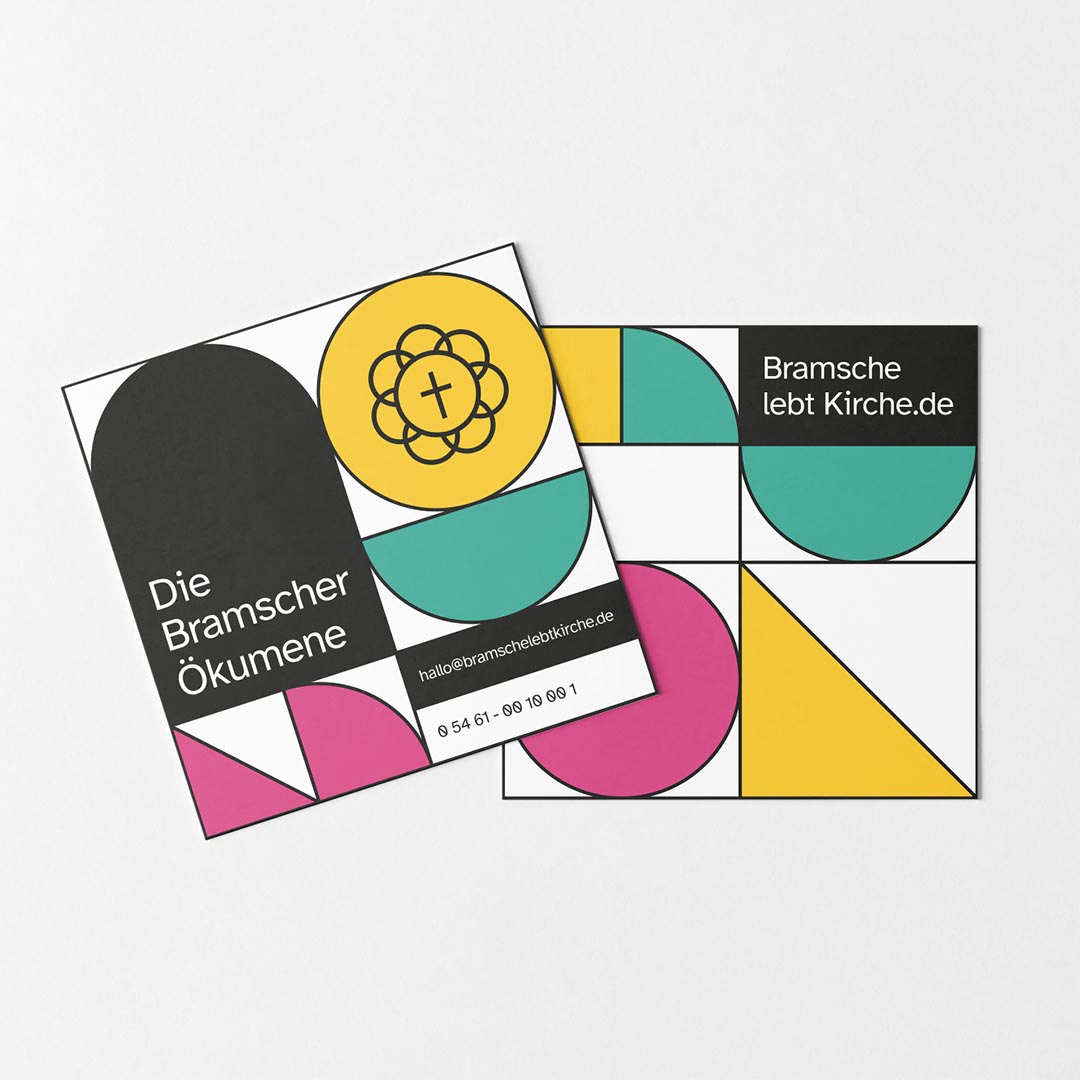 Die
Bramscher
Ökumene
hallo@bramschelebtkirche.de
0 54 61 - 00 10 00 1
Bramsche
lebt Kirche.de